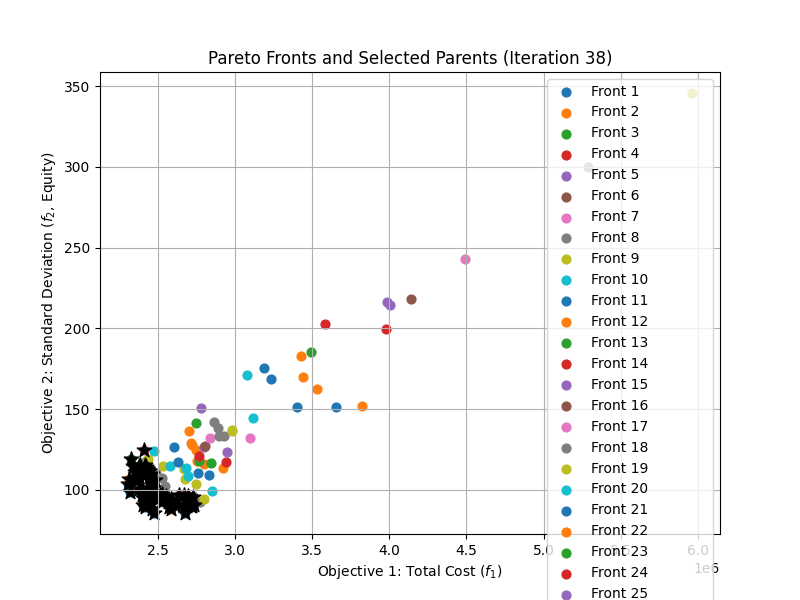 Pareto Fronts and Selected Parents (Iteration 38)
Objective 2: Standard Deviation (f₂, Equity)
350
300
250
200
150
100
2.5
3.0
3.5
4.0
4.5
5.0
5.5
6.0
1e6
Objective 1: Total Cost (f₁)
Front 1
Front 2
Front 3
Front 4
Front 5
Front 6
Front 7
Front 8
Front 9
Front 10
Front 11
Front 12
Front 13
Front 14
Front 15
Front 16
Front 17
Front 18
Front 19
Front 20
Front 21
Front 22
Front 23
Front 24
Front 25